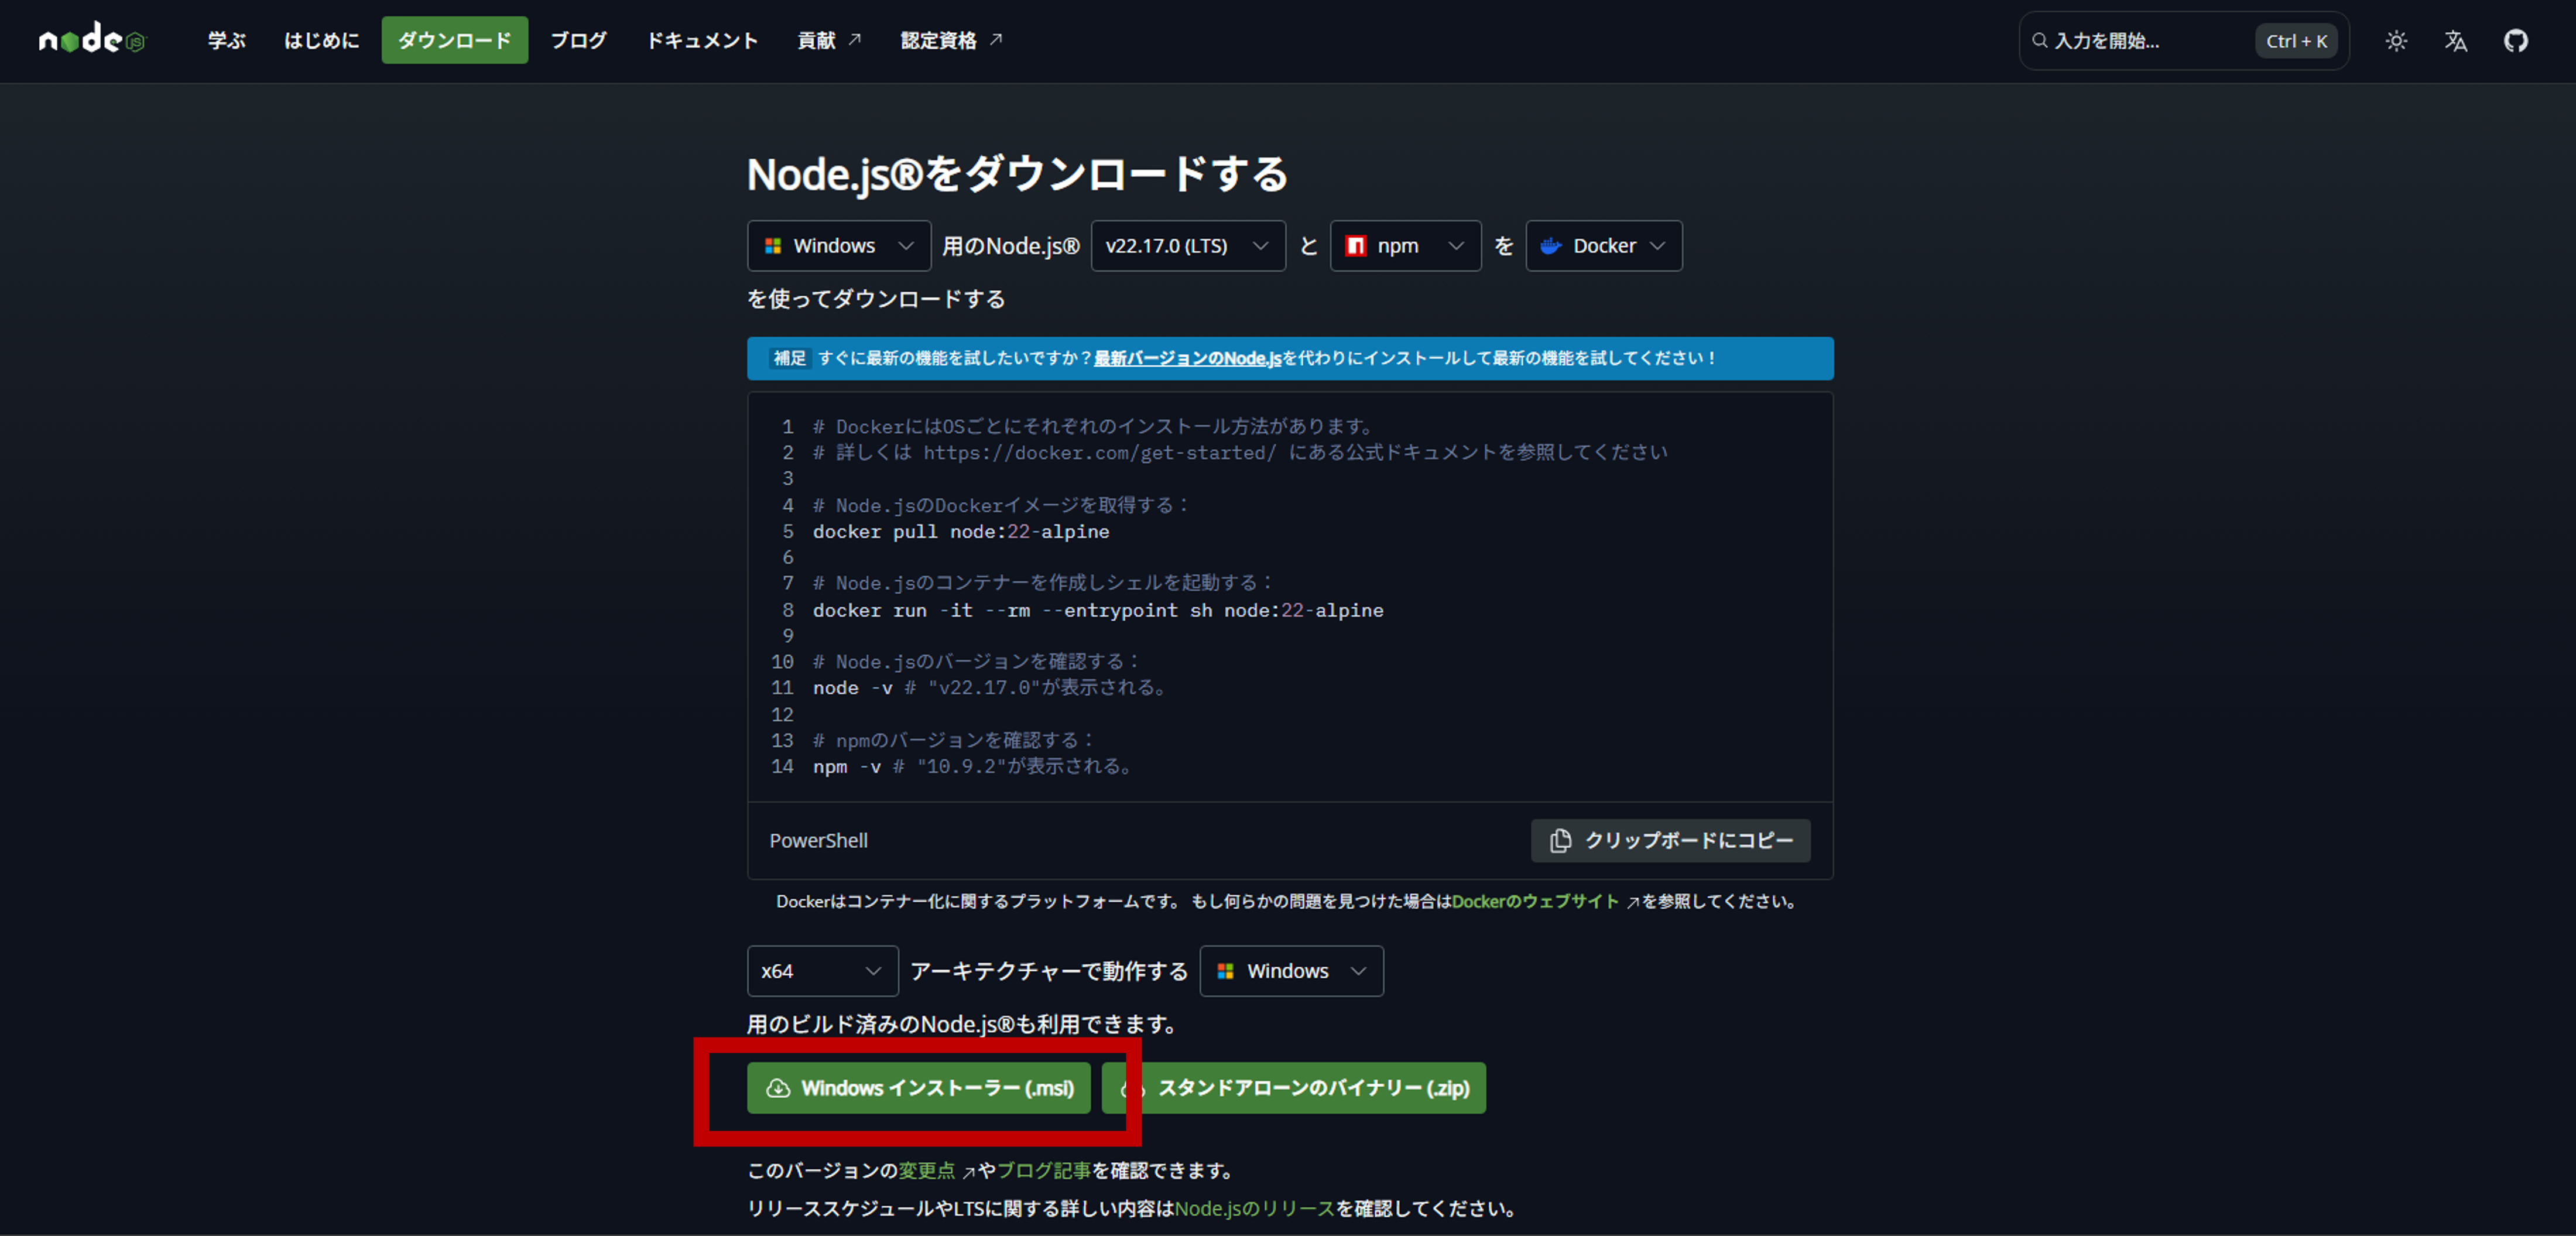 node JS
学ぶ はじめに ダウンロード ブログ ドキュメント 貢献 認定資格 入力を開始... Ctrl + K
Node.js®をダウンロードする
Windows 用のNode.js® v22.17.0 (LTS) と npm を Docker
を使ってダウンロードする
補足 すぐに最新の機能を試したいですか？最新バージョンのNode.jsを代わりにインストールして最新の機能を試してください！
1 # DockerにはOSごとにそれぞれのインストール方法があります。
2 # 詳しくは https://docker.com/get-started/ にある公式ドキュメントを参照してください
3
4 # Node.jsのDockerイメージを取得する：
5 docker pull node:22-alpine
6
7 # Node.jsのコンテナーを作成しシェルを起動する：
8 docker run -it --rm --entrypoint sh node:22-alpine
9
10 # Node.jsのバージョンを確認する：
11 node -v # "v22.17.0"が表示される。
12
13 # npmのバージョンを確認する：
14 npm -v # "10.9.2"が表示される。
PowerShell クリップボードにコピー
Dockerはコンテナー化に関するプラットフォームです。 もし何らかの問題を見つけた場合はDockerのウェブサイトを参照してください。
x64 アーキテクチャーで動作する Windows
用のビルド済みのNode.js®も利用できます。
Windows インストーラー (.msi) スタンドアローンのバイナリー (.zip)
このバージョンの変更点やブログ記事を確認できます。
リリーススケジュールやLTSに関する詳しい内容はNode.jsのリリースを確認してください。